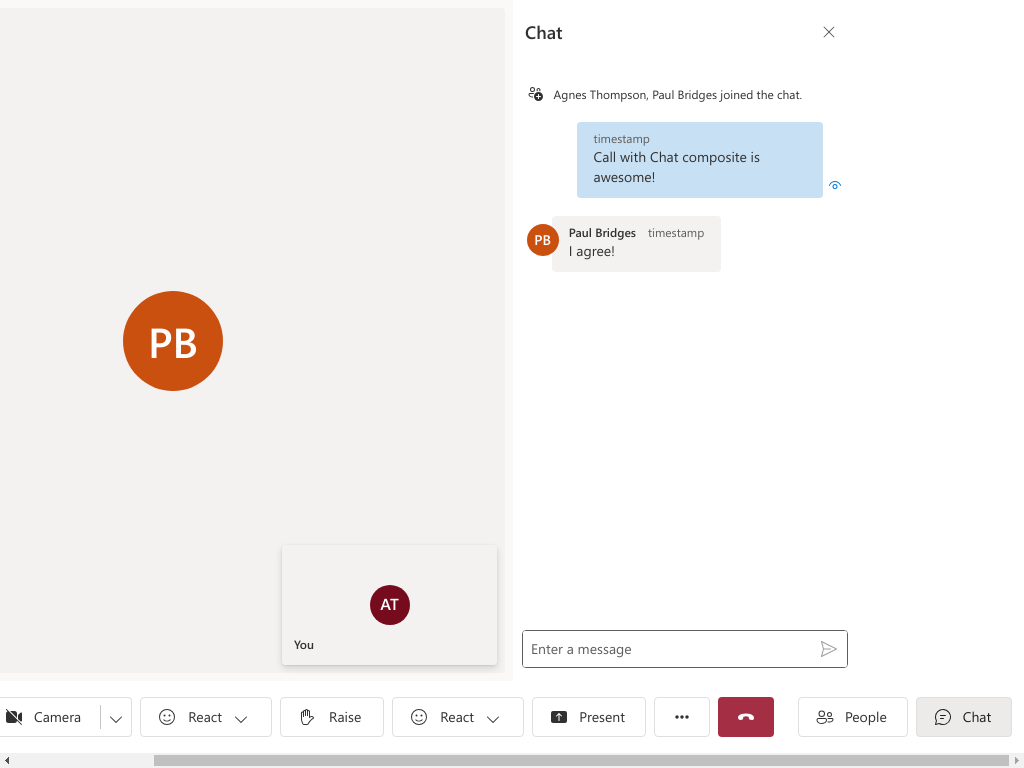 Chat
Agnes Thompson, Paul Bridges joined the chat.
timestamp
Call with Chat composite is
awesome!
PB
Paul Bridges timestamp
I agree!
PB
AT
You
Enter a message
Camera React Raise React Present People Chat